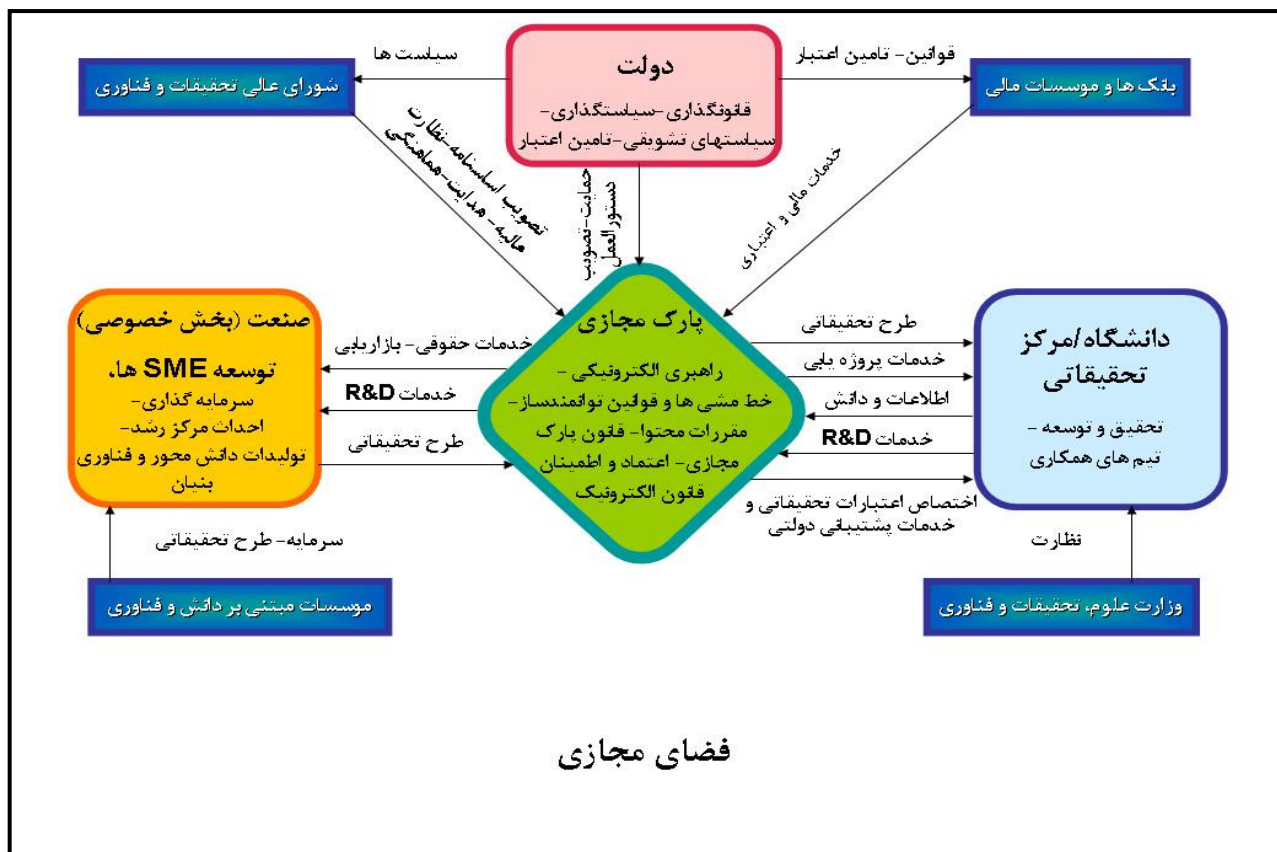 سیاست ها
دولت
قوانین- تامین اعتبار
شورای عالی تحقیقات و فناوری
بانک ها و موسسات مالی
قانونگذاری-سیاستگذاری-
سیاستهای تشویقی-تامین اعتبار
تصویب اساسنامه-نظارت
عالیه- هدایت-هماهنگی
حمایت-تصویب
دستورالعمل
خدمات مالی و اعتباری
صنعت (بخش خصوصی)
توسعه SME ها،
سرمایه گذاری-
احداث مرکز رشد-
تولیدات دانش محور و فناوری
بنیان
خدمات حقوقی- بازاریابی
خدمات R&D
طرح تحقیقاتی
پارک مجازی
راهبری الکترونیکی -
خط مشی ها و قوانین توانمندساز-
مقررات محتوا- قانون پارک
مجازی- اعتماد و اطمینان
قانون الکترونیک
طرح تحقیقاتی
خدمات پروژه یابی
اطلاعات و دانش
خدمات R&D
اختصاص اعتبارات تحقیقاتی و
خدمات پشتیبانی دولتی
دانشگاه/مرکز
تحقیقاتی
تحقیق و توسعه -
تیم های همکاری
سرمایه- طرح تحقیقاتی
نظارت
موسسات مبتنی بر دانش و فناوری
وزارت علوم، تحقیقات و فناوری
فضای مجازی